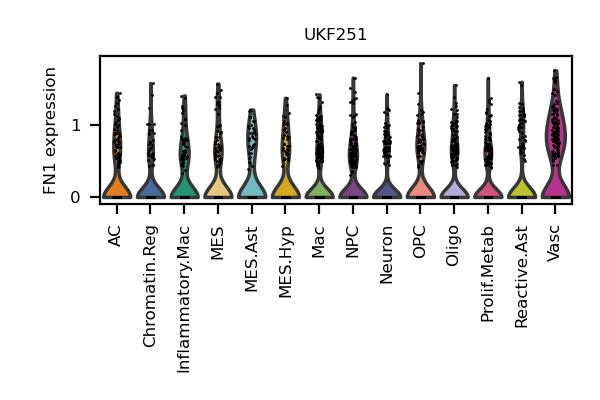 UKF251
FN1 expression
1
0
AC
Chromatin.Reg
Inflammatory.Mac
MES
MES.Ast
MES.Hyp
Mac
NPC
Neuron
OPC
Oligo
Prolif.Metab
Reactive.Ast
Vasc